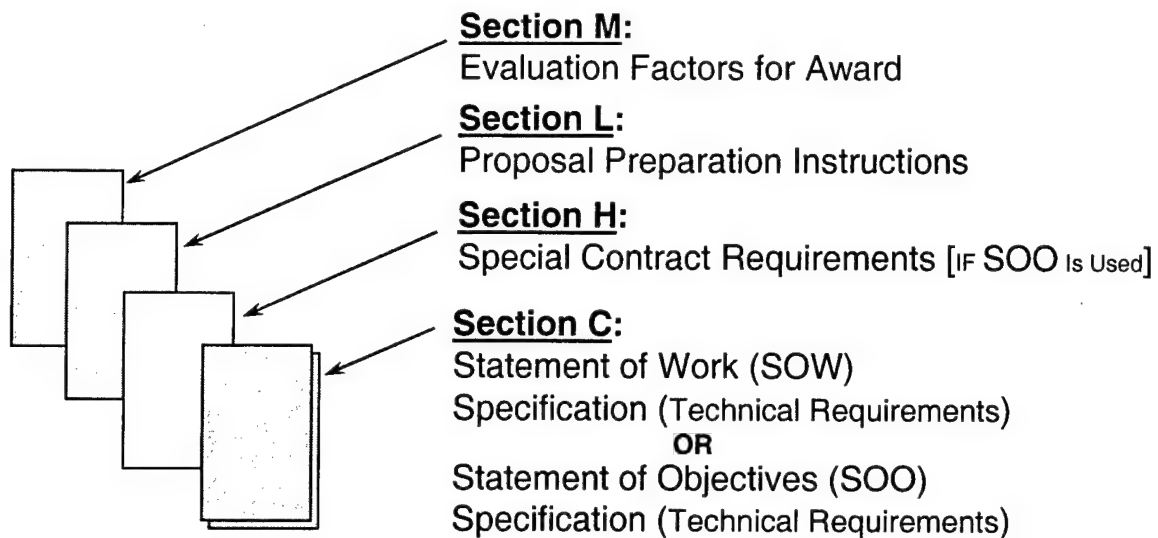 Section M:
Evaluation Factors for Award
Section L:
Proposal Preparation Instructions
Section H:
Special Contract Requirements [IF SOO Is Used]
Section C:
Statement of Work (SOW)
Specification (Technical Requirements)
OR
Statement of Objectives (SOO)
Specification (Technical Requirements)